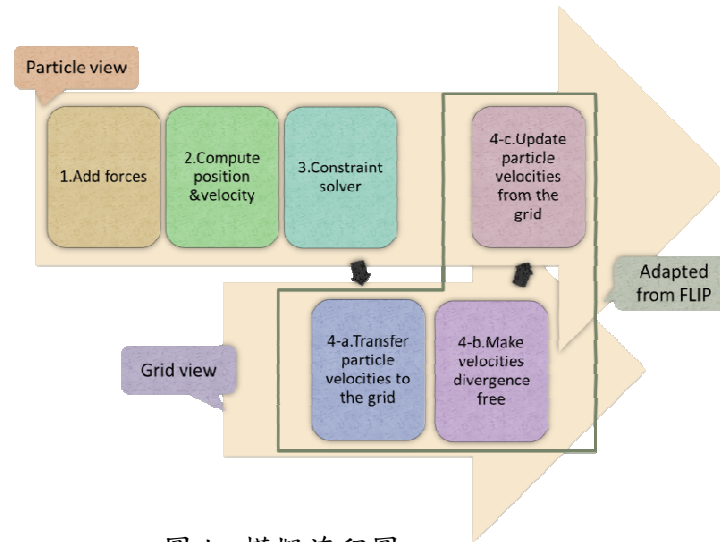 Particle view
1.Add forces
2.Compute
position
&velocity
3.Constraint
solver
4-c.Update
particle
velocities
from the
grid
Adapted
from FLIP
Grid view
4-a.Transfer
particle
velocities to
the grid
4-b.Make
velocities
divergence
free